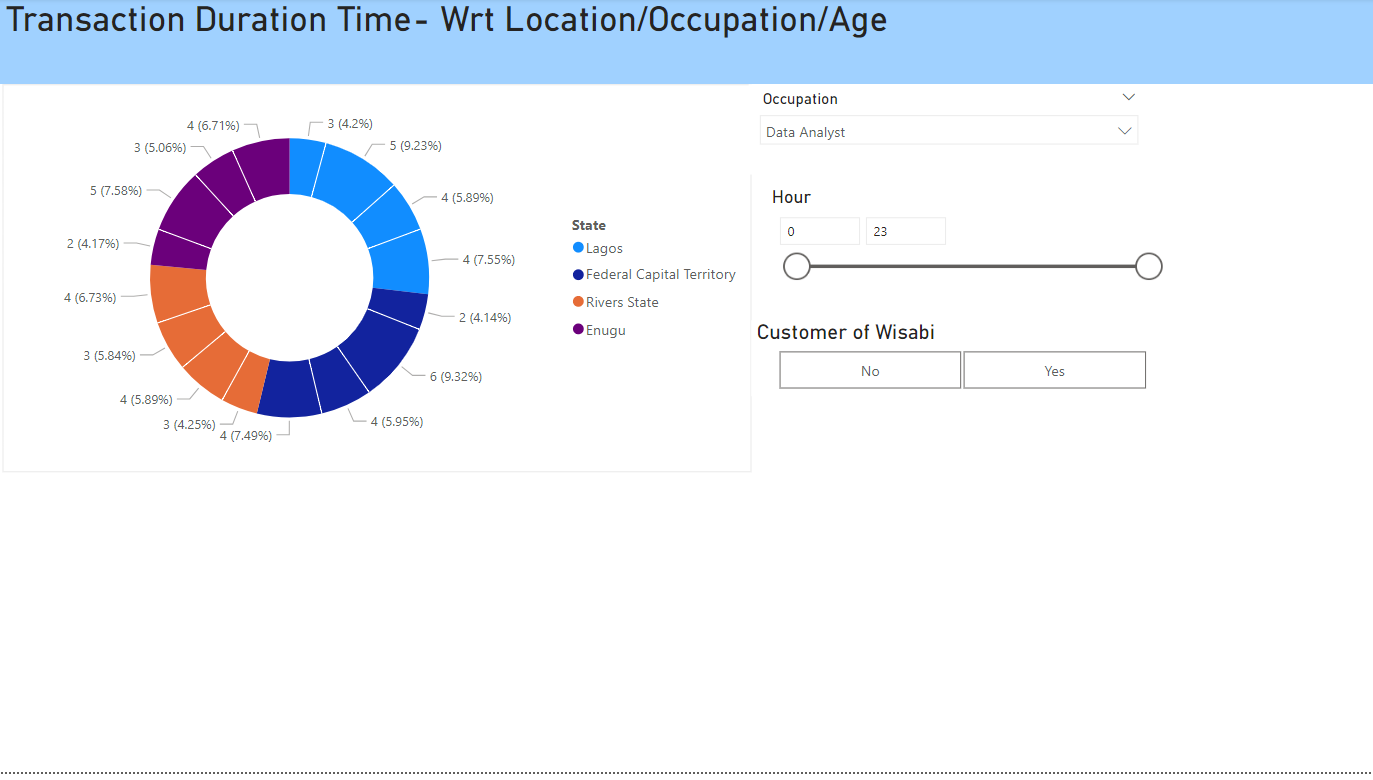 Transaction Duration Time- Wrt Location/Occupation/Age
4 (6.71%)
3 (4.2%)
3 (5.06%)
5 (9.23%)
5 (7.58%)
4 (5.89%)
2 (4.17%)
4 (7.55%)
4 (6.73%)
2 (4.14%)
3 (5.84%)
6 (9.32%)
4 (5.89%)
4 (5.95%)
3 (4.25%)
4 (7.49%)
State
Lagos
Federal Capital Territory
Rivers State
Enugu
Occupation
Data Analyst
Hour
0 23
Customer of Wisabi
No Yes